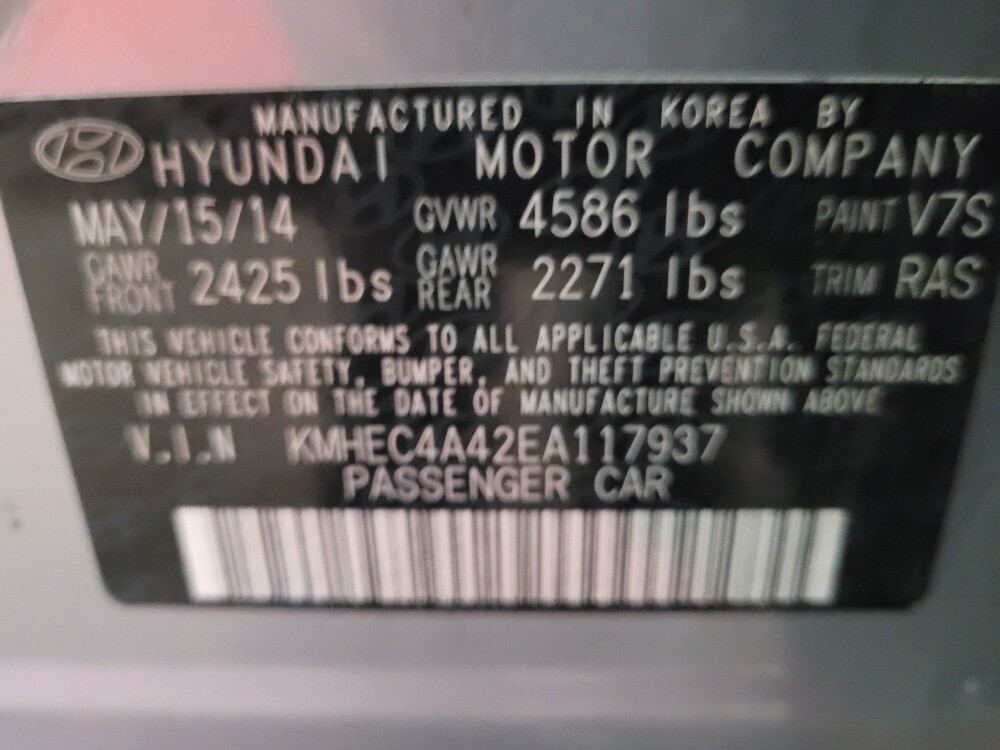 MANUFACTURED IN KOREA BY
HYUNDAI MOTOR COMPANY
MAY/15/14 GVWR 4586 lbs PAINT V7S
GAWR FRONT 2425 lbs GAWR REAR 2271 lbs TRIM RAS
THIS VEHICLE CONFORMS TO ALL APPLICABLE U.S.A. FEDERAL
MOTOR VEHICLE SAFETY, BUMPER, AND THEFT PREVENTION STANDARDS
IN EFFECT ON THE DATE OF MANUFACTURE SHOWN ABOVE
V.I.N KMHEC4A42EA117937
PASSENGER CAR